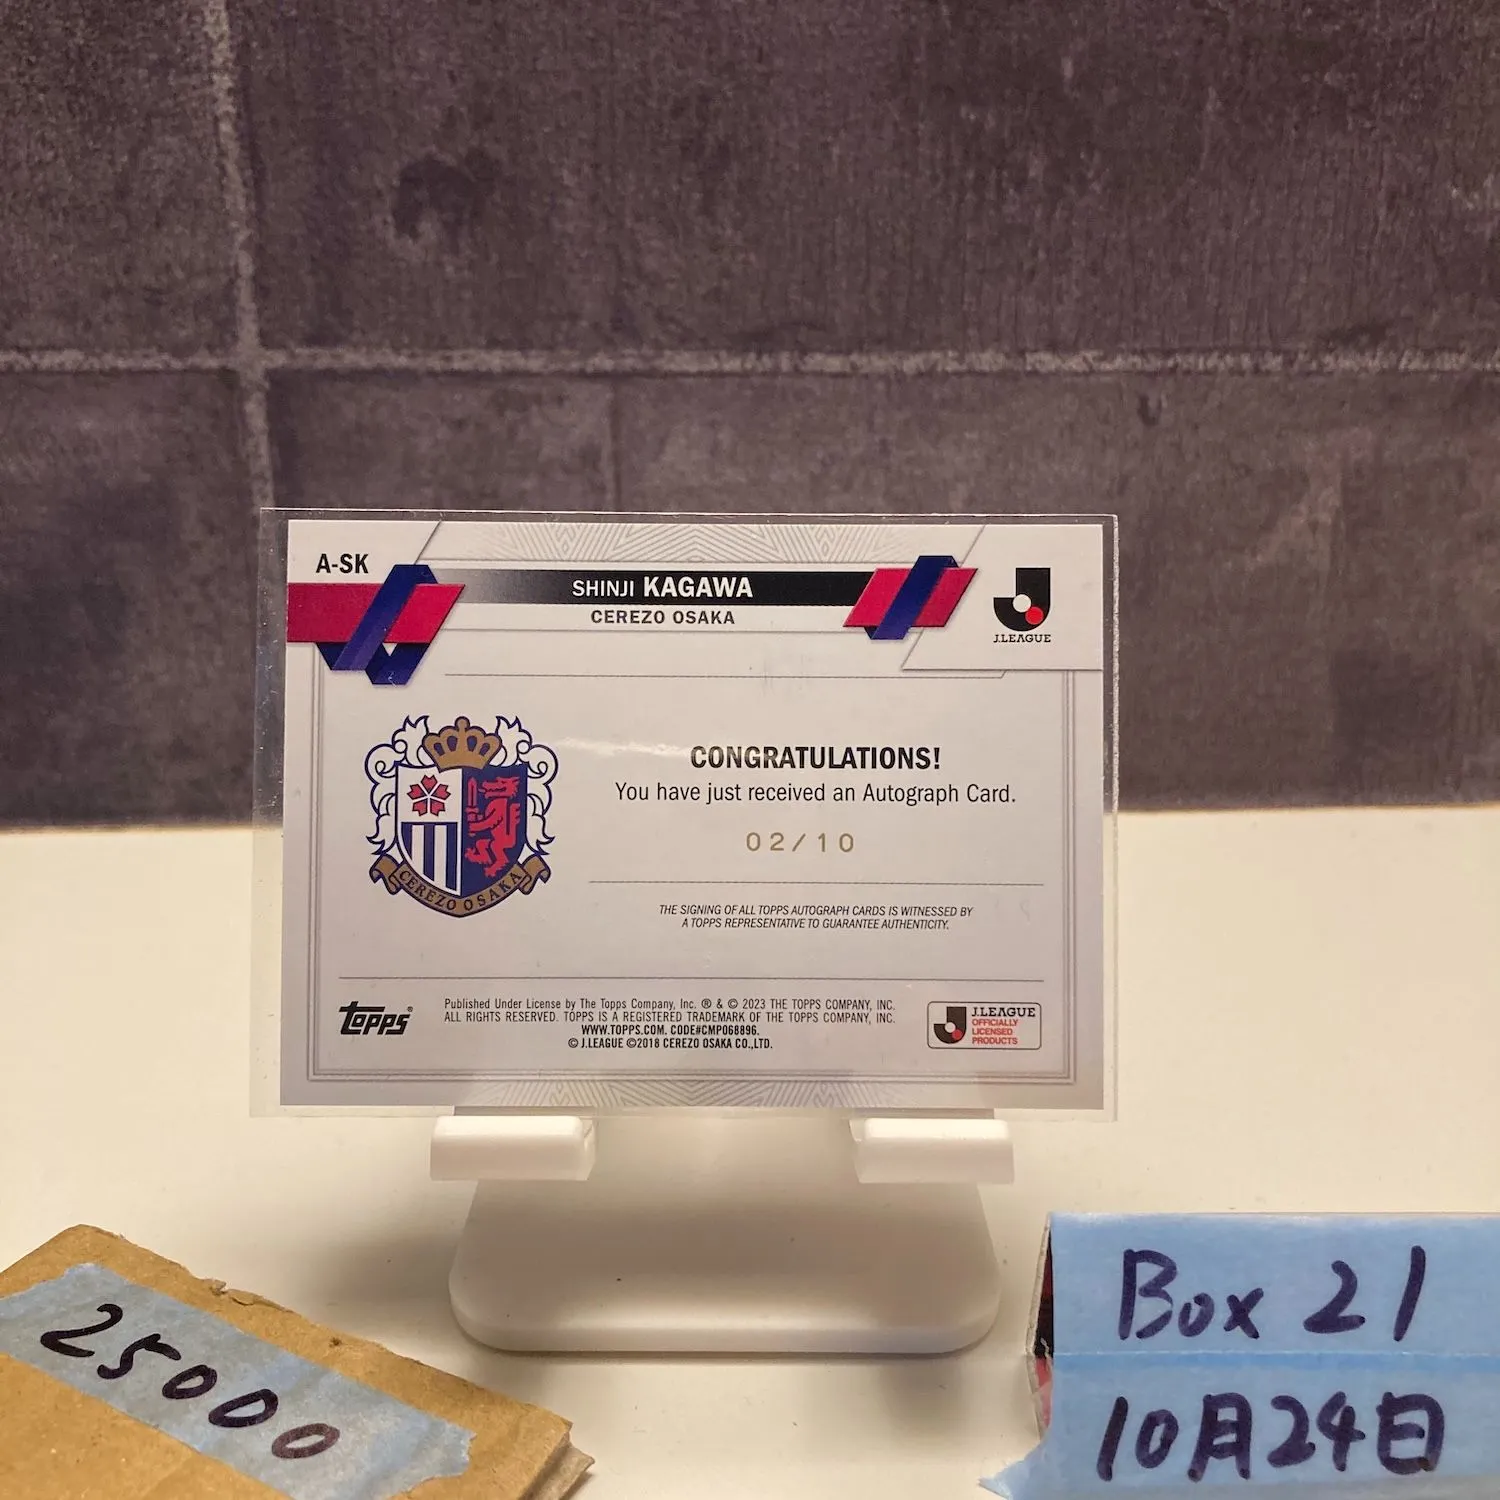 A-SK
SHINJI KAGAWA
CEREZO OSAKA
J.LEAGUE
CONGRATULATIONS!
You have just received an Autograph Card.
02/10
CEREZO OSAKA
THE SIGNING OF ALL TOPPS AUTOGRAPH CARDS IS WITNESSED BY
A TOPPS REPRESENTATIVE TO GUARANTEE AUTHENTICITY.
topps®
Published Under License by The Topps Company, Inc. ® & © 2023 THE TOPPS COMPANY, INC.
ALL RIGHTS RESERVED. TOPPS IS A REGISTERED TRADEMARK OF THE TOPPS COMPANY, INC.
WWW.TOPPS.COM. CODE#CMP068896.
© J.LEAGUE ©2018 CEREZO OSAKA CO.,LTD.
J.LEAGUE
OFFICIALLY
LICENSED
PRODUCTS
25000
Box 21
10月24日